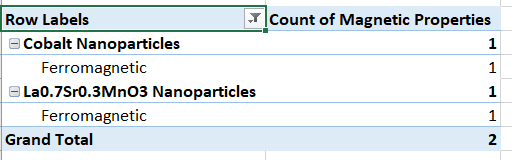 Row Labels Count of Magnetic Properties
Cobalt Nanoparticles 1
Ferromagnetic 1
La0.7Sr0.3MnO3 Nanoparticles 1
Ferromagnetic 1
Grand Total 2